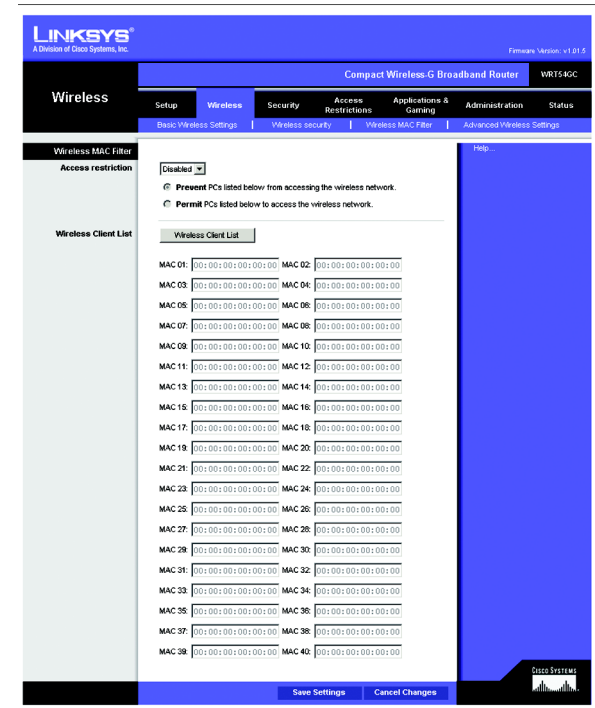 LINKSYS®
A Division of Cisco Systems, Inc.
Firmware Version: v1.01.5
Compact Wireless-G Broadband Router WRT54GC
Wireless
Setup Wireless Security Access Restrictions Applications & Gaming Administration Status
Basic Wireless Settings | Wireless security | Wireless MAC Filter | Advanced Wireless Settings
Wireless MAC Filter
Help...
Access restriction
Disabled
Prevent PCs listed below from accessing the wireless network.
Permit PCs listed below to access the wireless network.
Wireless Client List
Wireless Client List
MAC 01: 00:00:00:00:00:00 MAC 02: 00:00:00:00:00:00
MAC 03: 00:00:00:00:00:00 MAC 04: 00:00:00:00:00:00
MAC 05: 00:00:00:00:00:00 MAC 06: 00:00:00:00:00:00
MAC 07: 00:00:00:00:00:00 MAC 08: 00:00:00:00:00:00
MAC 09: 00:00:00:00:00:00 MAC 10: 00:00:00:00:00:00
MAC 11: 00:00:00:00:00:00 MAC 12: 00:00:00:00:00:00
MAC 13: 00:00:00:00:00:00 MAC 14: 00:00:00:00:00:00
MAC 15: 00:00:00:00:00:00 MAC 16: 00:00:00:00:00:00
MAC 17: 00:00:00:00:00:00 MAC 18: 00:00:00:00:00:00
MAC 19: 00:00:00:00:00:00 MAC 20: 00:00:00:00:00:00
MAC 21: 00:00:00:00:00:00 MAC 22: 00:00:00:00:00:00
MAC 23: 00:00:00:00:00:00 MAC 24: 00:00:00:00:00:00
MAC 25: 00:00:00:00:00:00 MAC 26: 00:00:00:00:00:00
MAC 27: 00:00:00:00:00:00 MAC 28: 00:00:00:00:00:00
MAC 29: 00:00:00:00:00:00 MAC 30: 00:00:00:00:00:00
MAC 31: 00:00:00:00:00:00 MAC 32: 00:00:00:00:00:00
MAC 33: 00:00:00:00:00:00 MAC 34: 00:00:00:00:00:00
MAC 35: 00:00:00:00:00:00 MAC 36: 00:00:00:00:00:00
MAC 37: 00:00:00:00:00:00 MAC 38: 00:00:00:00:00:00
MAC 39: 00:00:00:00:00:00 MAC 40: 00:00:00:00:00:00
CISCO SYSTEMS
Save Settings Cancel Changes